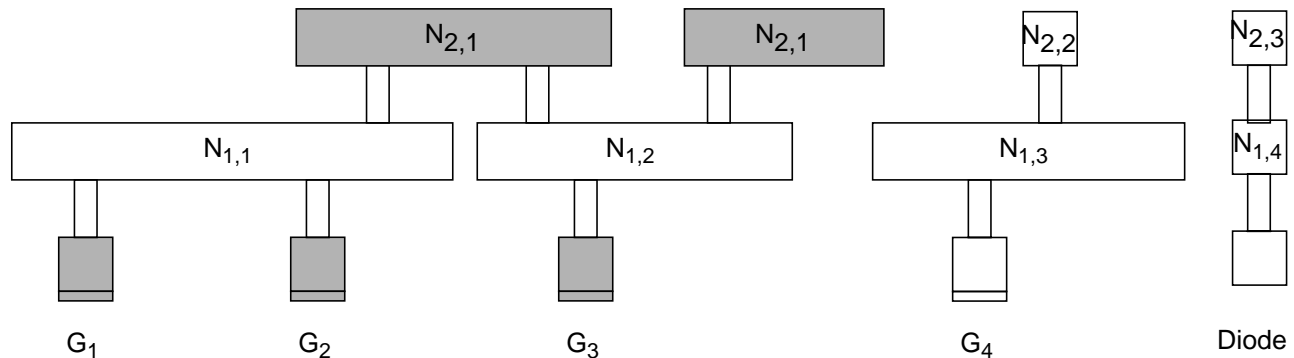 N2,1 N2,1 N2,2 N2,3
N1,1 N1,2 N1,3 N1,4
G1 G2 G3 G4 Diode